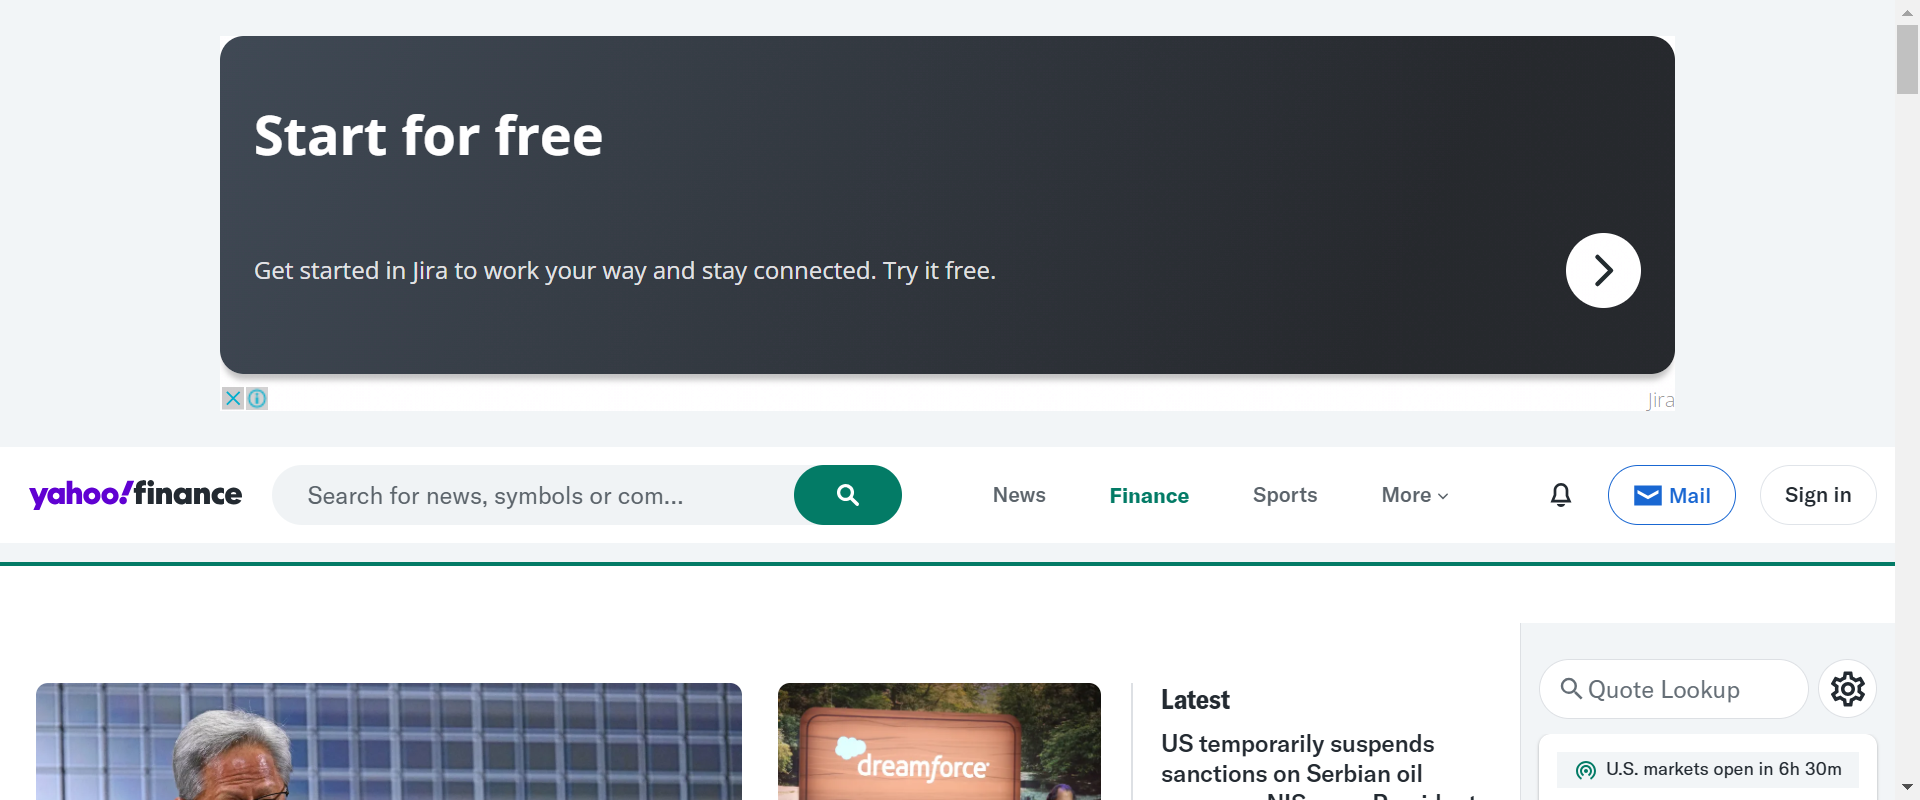 Start for free
Get started in Jira to work your way and stay connected. Try it free.
Jira
yahoo!finance
Search for news, symbols or com...
News
Finance
Sports
More
Mail
Sign in
Latest
US temporarily suspends
sanctions on Serbian oil
dreamforce
Quote Lookup
U.S. markets open in 6h 30m